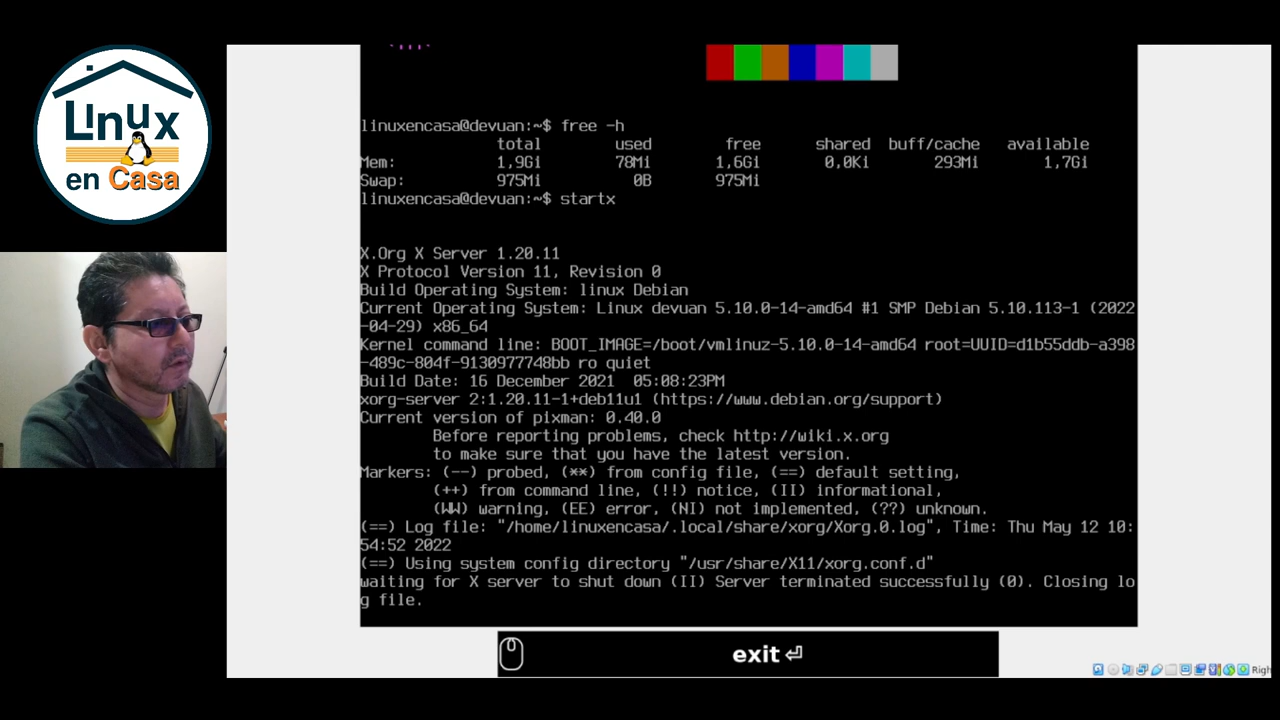 Linux
en Casa
linuxencasa@devuan:~$ free -h
total used free shared buff/cache available
Mem: 1,9Gi 78Mi 1,6Gi 0,0Ki 293Mi 1,7Gi
Swap: 975Mi 0B 975Mi
linuxencasa@devuan:~$ startx
X.Org X Server 1.20.11
X Protocol Version 11, Revision 0
Build Operating System: linux Debian
Current Operating System: Linux devuan 5.10.0-14-amd64 #1 SMP Debian 5.10.113-1 (2022
-04-29) x86_64
Kernel command line: BOOT_IMAGE=/boot/vmlinuz-5.10.0-14-amd64 root=UUID=d1b55ddb-a398
-489c-804f-9130977748bb ro quiet
Build Date: 16 December 2021  05:08:23PM
xorg-server 2:1.20.11-1+deb11u1 (https://www.debian.org/support)
Current version of pixman: 0.40.0
Before reporting problems, check http://wiki.x.org
to make sure that you have the latest version.
Markers: (--) probed, (**) from config file, (==) default setting,
(++) from command line, (!!) notice, (II) informational,
(WW) warning, (EE) error, (NI) not implemented, (??) unknown.
(==) Log file: "/home/linuxencasa/.local/share/xorg/Xorg.0.log", Time: Thu May 12 10:
54:52 2022
(==) Using system config directory "/usr/share/X11/xorg.conf.d"
waiting for X server to shut down (II) Server terminated successfully (0). Closing lo
g file.
exit ⏎
Righ